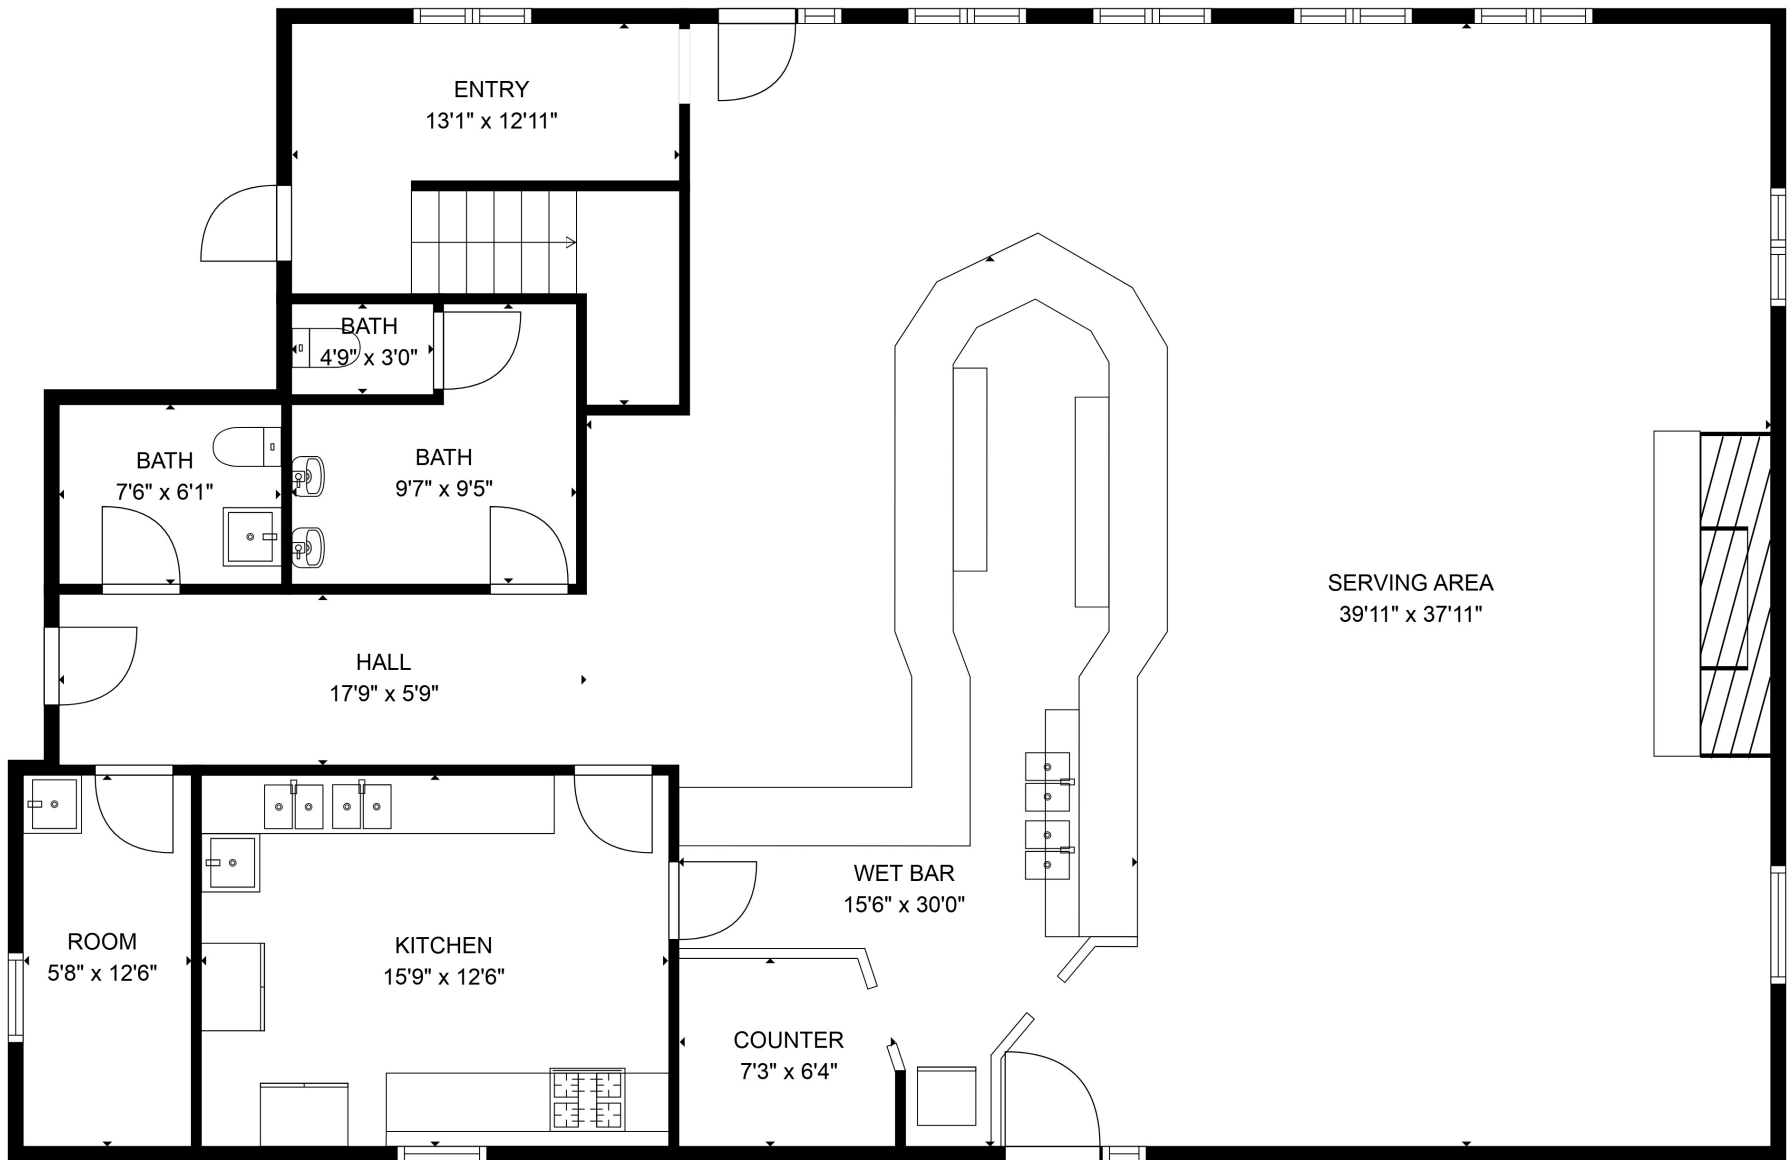 ENTRY
13'1" x 12'11"
BATH
4'9" x 3'0"
BATH
7'6" x 6'1"
BATH
9'7" x 9'5"
SERVING AREA
39'11" x 37'11"
HALL
17'9" x 5'9"
WET BAR
15'6" x 30'0"
ROOM
5'8" x 12'6"
KITCHEN
15'9" x 12'6"
COUNTER
7'3" x 6'4"